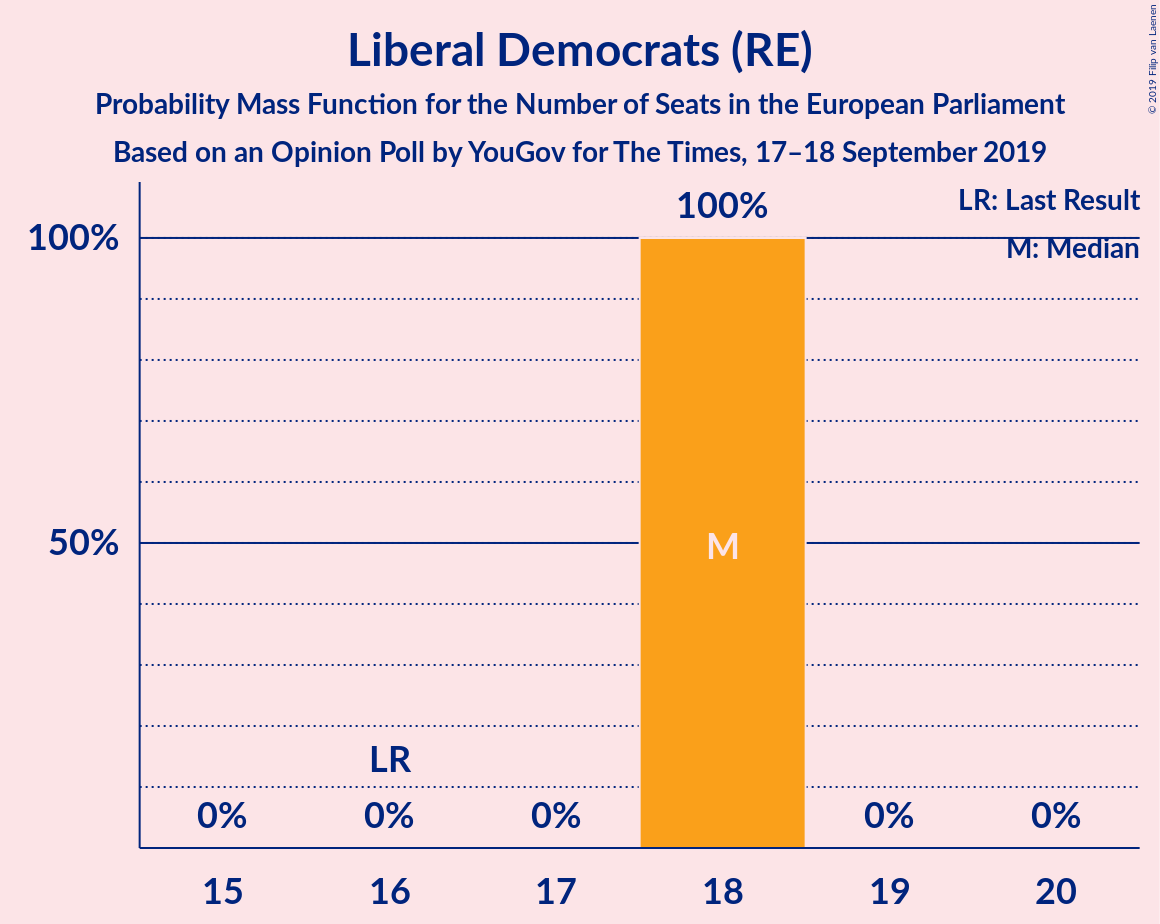 Liberal Democrats (RE)
Probability Mass Function for the Number of Seats in the European Parliament
Based on an Opinion Poll by YouGov for The Times, 17–18 September 2019
© 2019 Filip van Laenen
LR: Last Result
M: Median
100%
100%
50%
M
LR
0%
0%
0%
0%
0%
15
16
17
18
19
20